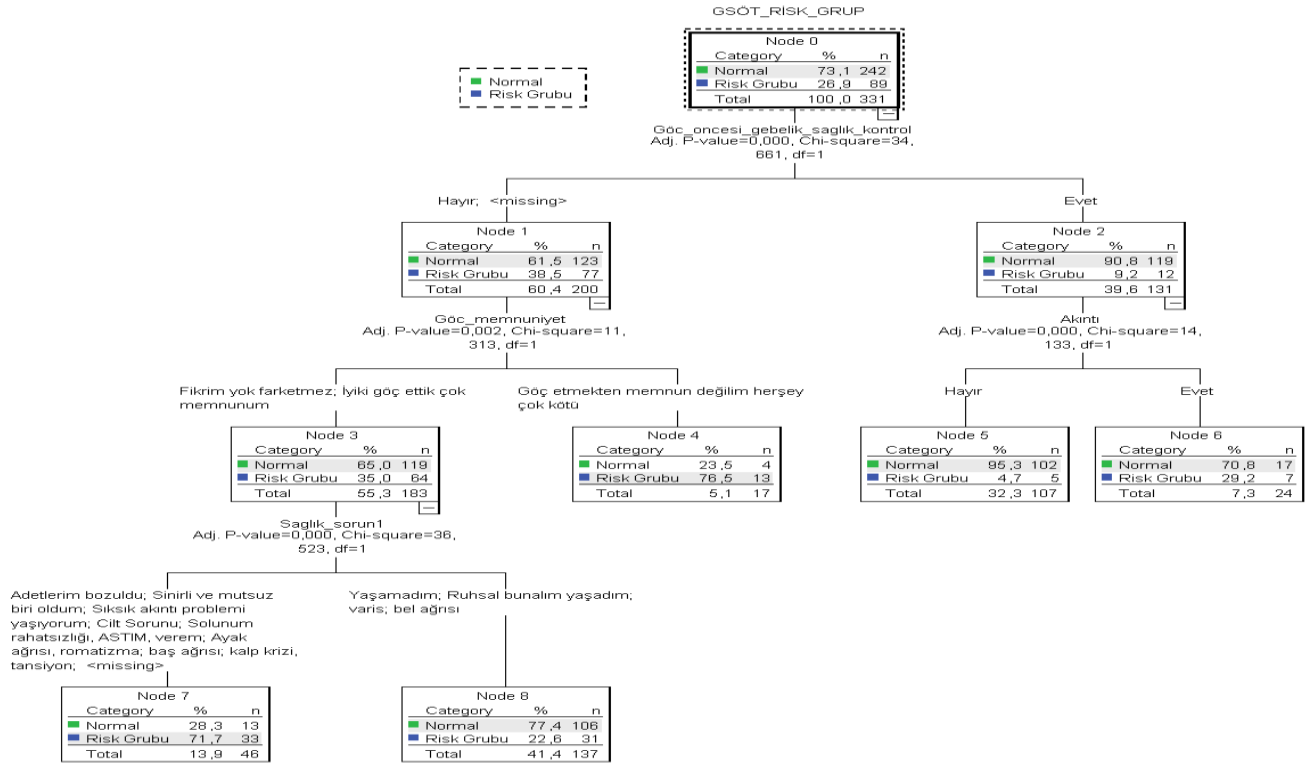 GSÖT_RİSK_GRUP
Normal
Risk Grubu
Node 0
Category % n
Normal 73,1 242
Risk Grubu 26,9 89
Total 100,0 331
Göc_oncesi_gebelik_saglık_kontrol
Adj. P-value=0,000, Chi-square=34,
661, df=1
Hayır; <missing>
Evet
Node 1
Category % n
Normal 61,5 123
Risk Grubu 38,5 77
Total 60,4 200
Node 2
Category % n
Normal 90,8 119
Risk Grubu 9,2 12
Total 39,6 131
Göc_memnuniyet
Adj. P-value=0,002, Chi-square=11,
313, df=1
Akıntı
Adj. P-value=0,000, Chi-square=14,
133, df=1
Fikrim yok farketmez; İyiki göç ettik çok
memnunum
Göç etmekten memnun değilim herşey
çok kötü
Hayır
Evet
Node 3
Category % n
Normal 65,0 119
Risk Grubu 35,0 64
Total 55,3 183
Node 4
Category % n
Normal 23,5 4
Risk Grubu 76,5 13
Total 5,1 17
Node 5
Category % n
Normal 95,3 102
Risk Grubu 4,7 5
Total 32,3 107
Node 6
Category % n
Normal 70,8 17
Risk Grubu 29,2 7
Total 7,3 24
Saglık_sorun1
Adj. P-value=0,000, Chi-square=36,
523, df=1
Adetlerim bozuldu; Sinirli ve mutsuz
biri oldum; Sıksık akıntı problemi
yaşıyorum; Cilt Sorunu; Solunum
rahatsızlığı, ASTIM, verem; Ayak
ağrısı, romatizma; baş ağrısı; kalp krizi,
tansiyon; <missing>
Yaşamadım; Ruhsal bunalım yaşadım;
varis; bel ağrısı
Node 7
Category % n
Normal 28,3 13
Risk Grubu 71,7 33
Total 13,9 46
Node 8
Category % n
Normal 77,4 106
Risk Grubu 22,6 31
Total 41,4 137